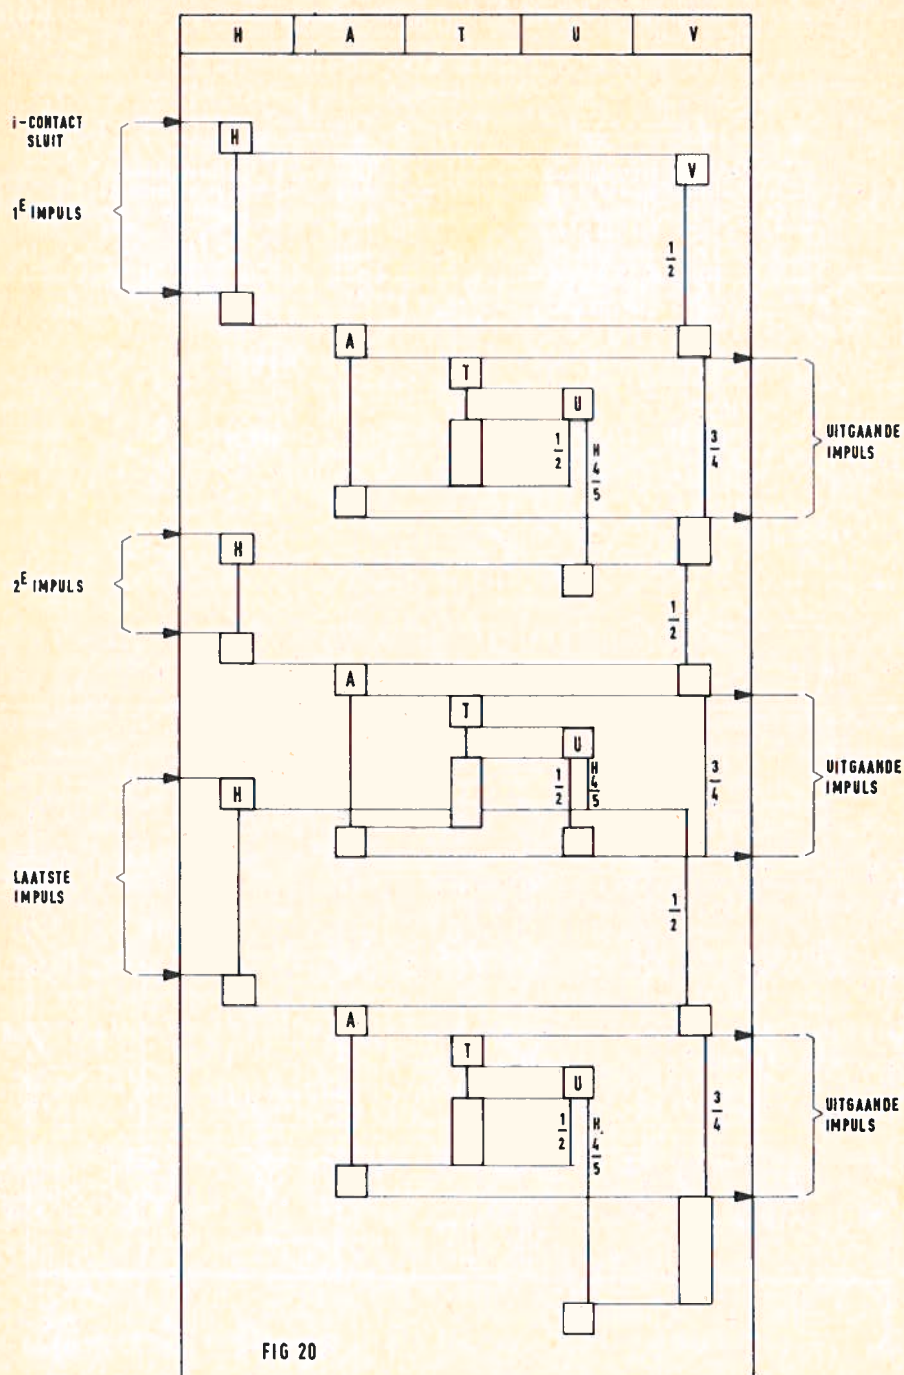 H A T U V
i-CONTACT
SLUIT
H
V
1E IMPULS
1/2
A
T
U
1/2
H 4/5
3/4
UITGAANDE
IMPULS
H
2E IMPULS
1/2
A
T
U
H
1/2
H 4/5
3/4
UITGAANDE
IMPULS
LAATSTE
IMPULS
1/2
A
T
U
1/2
H 4/5
3/4
UITGAANDE
IMPULS
FIG 20